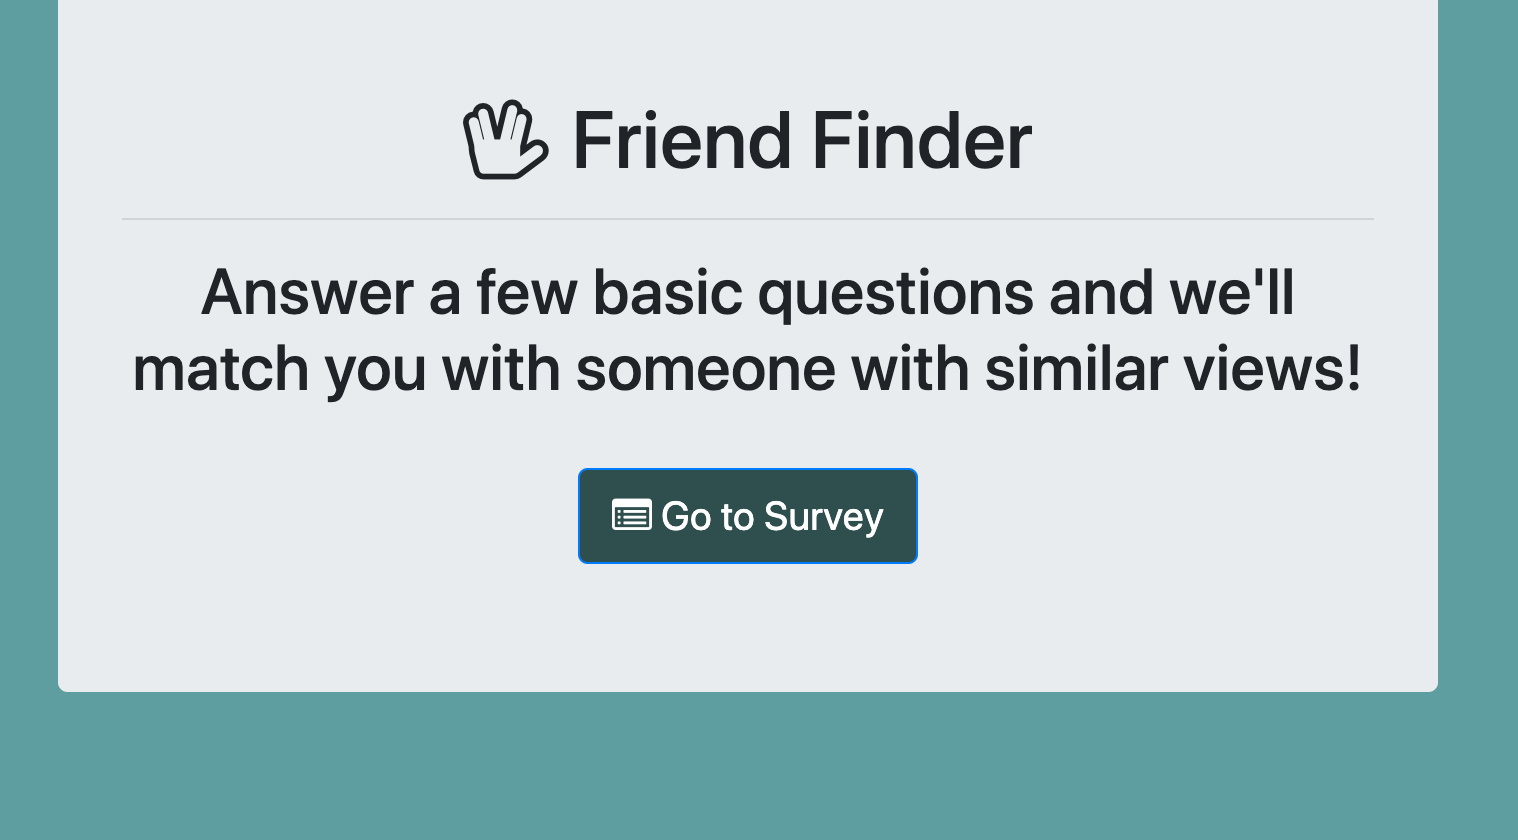 Friend Finder
Answer a few basic questions and we'll
match you with someone with similar views!
Go to Survey